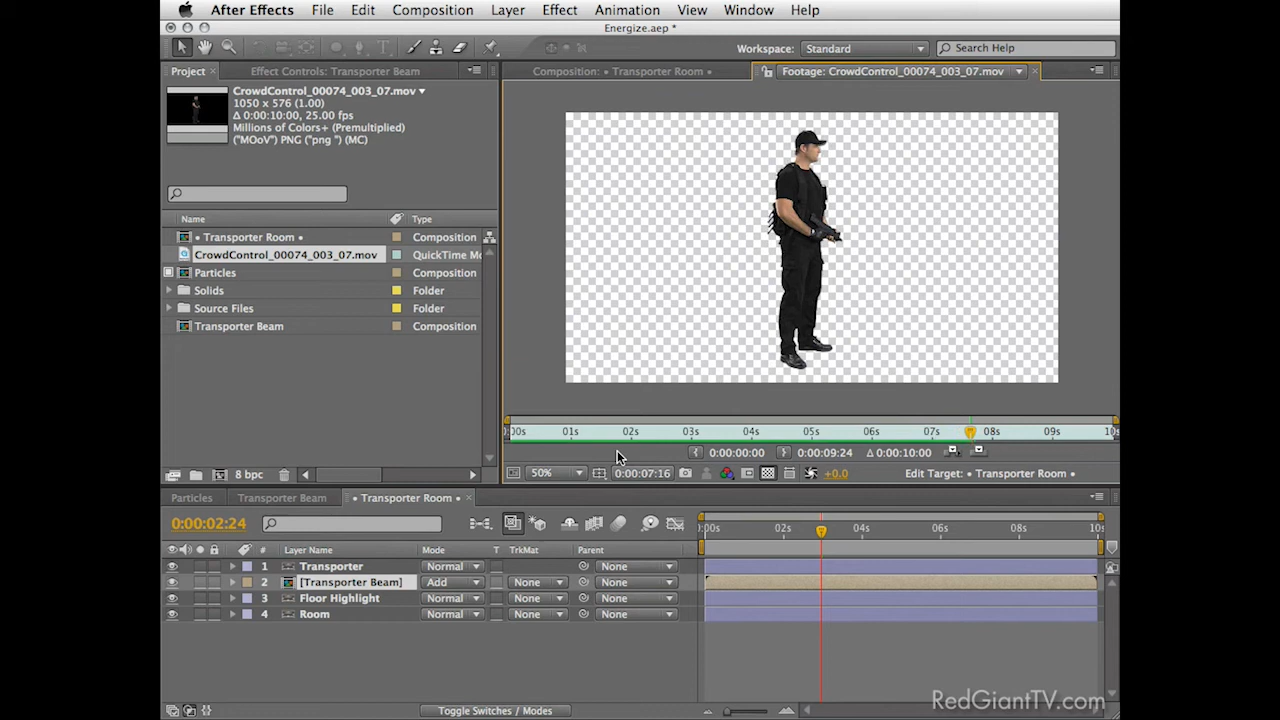 After Effects File Edit Composition Layer Effect Animation View Window Help
Energize.aep *
Workspace: Standard Search Help
Project × Effect Controls: Transporter Beam
Composition: • Transporter Room • Footage: CrowdControl_00074_003_07.mov ×
CrowdControl_00074_003_07.mov
1050 x 576 (1.00)
Δ 0:00:10:00, 25.00 fps
Millions of Colors+ (Premultiplied)
("MOoV") PNG ("png ") (MC)
Name Type
• Transporter Room • Composition
CrowdControl_00074_003_07.mov QuickTime Mo
Particles Composition
Solids Folder
Source Files Folder
Transporter Beam Composition
:00s 01s 02s 03s 04s 05s 06s 07s 08s 09s 10s
0:00:00:00 0:00:09:24 Δ 0:00:10:00
8 bpc 50% 0:00:07:16 +0.0 Edit Target: • Transporter Room •
Particles Transporter Beam • Transporter Room • ×
0:00:02:24 :00s 02s 04s 06s 08s 10s
# Layer Name Mode T TrkMat Parent
1 Transporter Normal None
2 [Transporter Beam] Add None None
3 Floor Highlight Normal None None
4 Room Normal None None
Toggle Switches / Modes
RedGiantTV.com